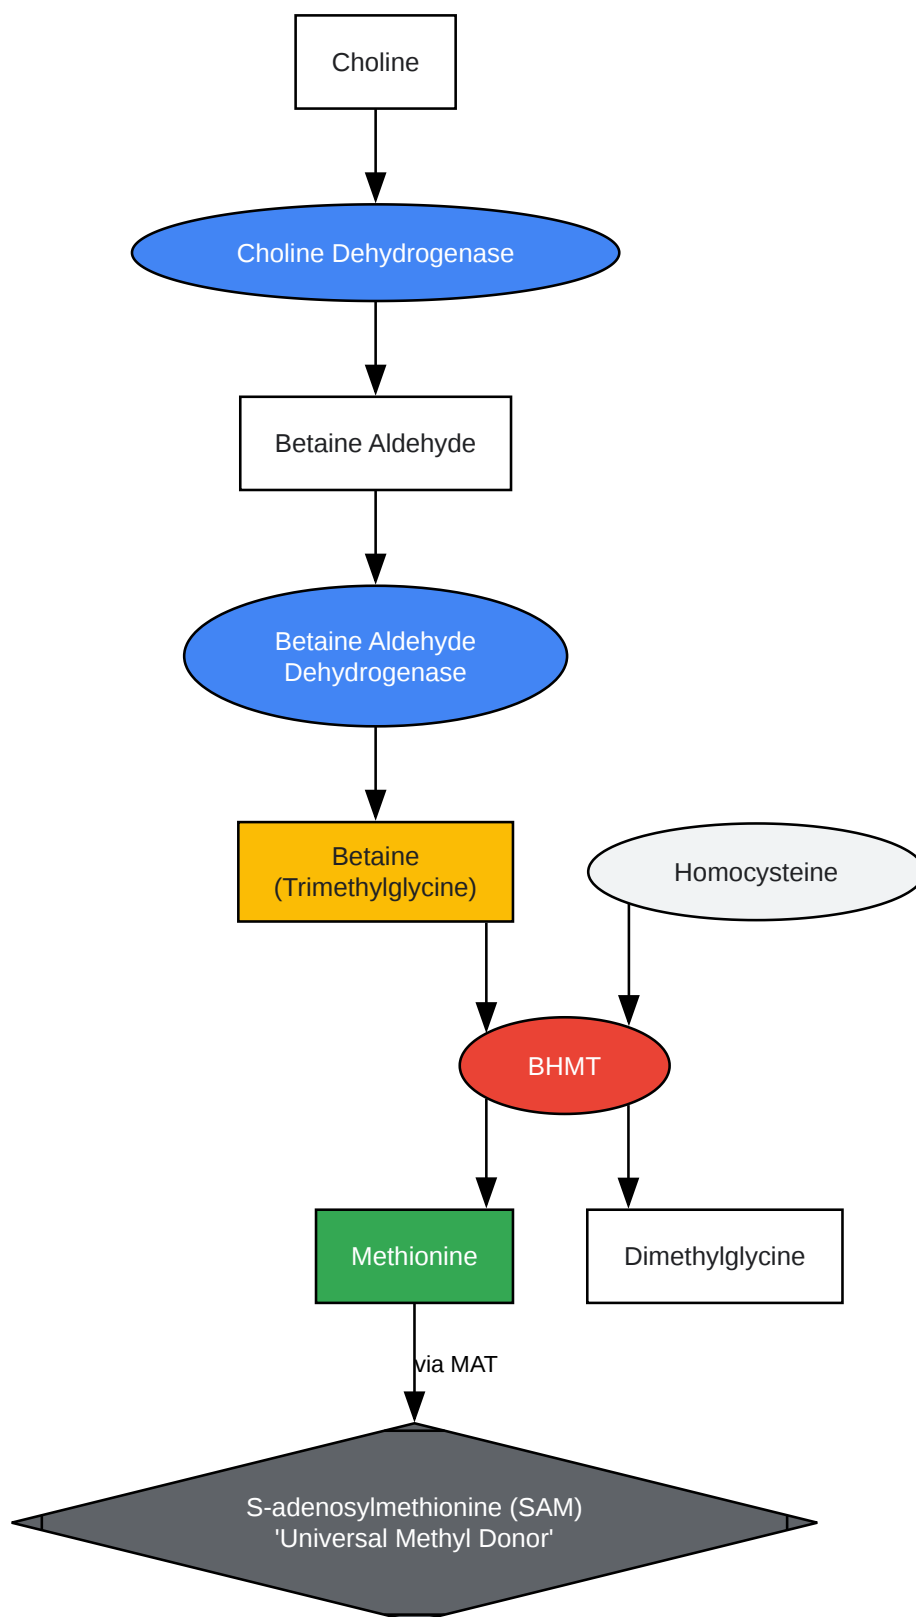 Choline
Choline Dehydrogenase
Betaine Aldehyde
Betaine Aldehyde
Dehydrogenase
Betaine
(Trimethylglycine)
Homocysteine
BHMT
Methionine
Dimethylglycine
via MAT
S-adenosylmethionine (SAM)
'Universal Methyl Donor'